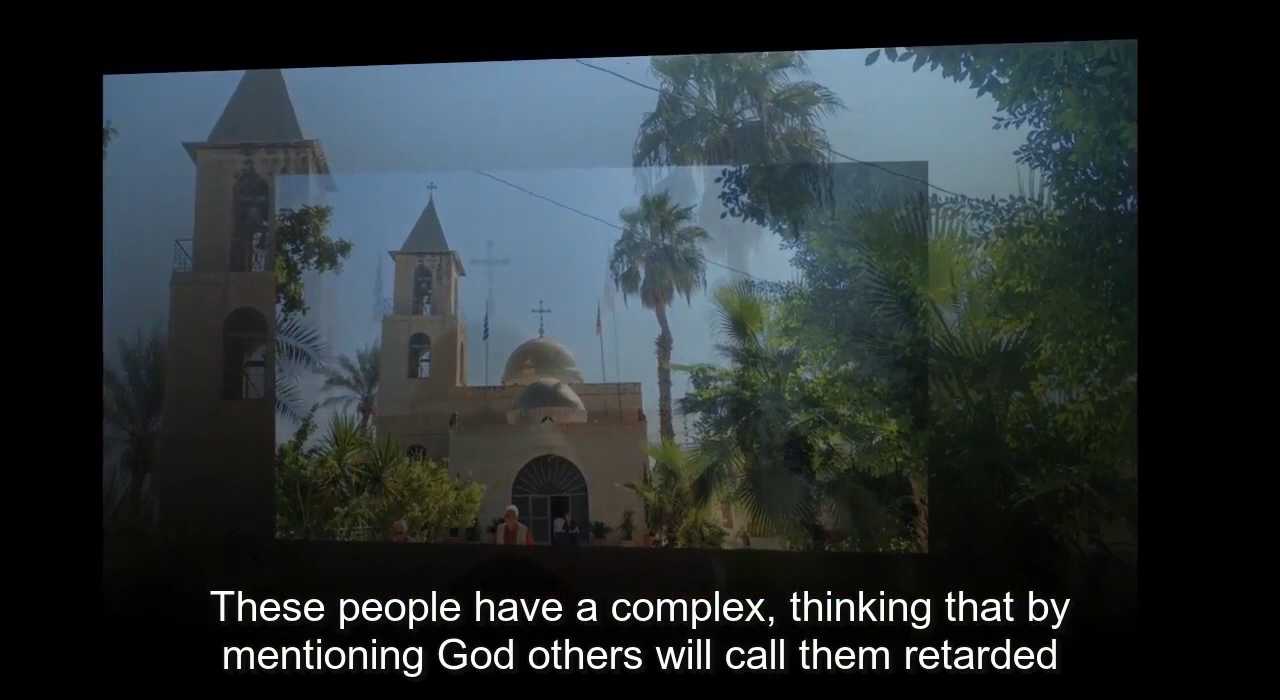 These people have a complex, thinking that by
mentioning God others will call them retarded